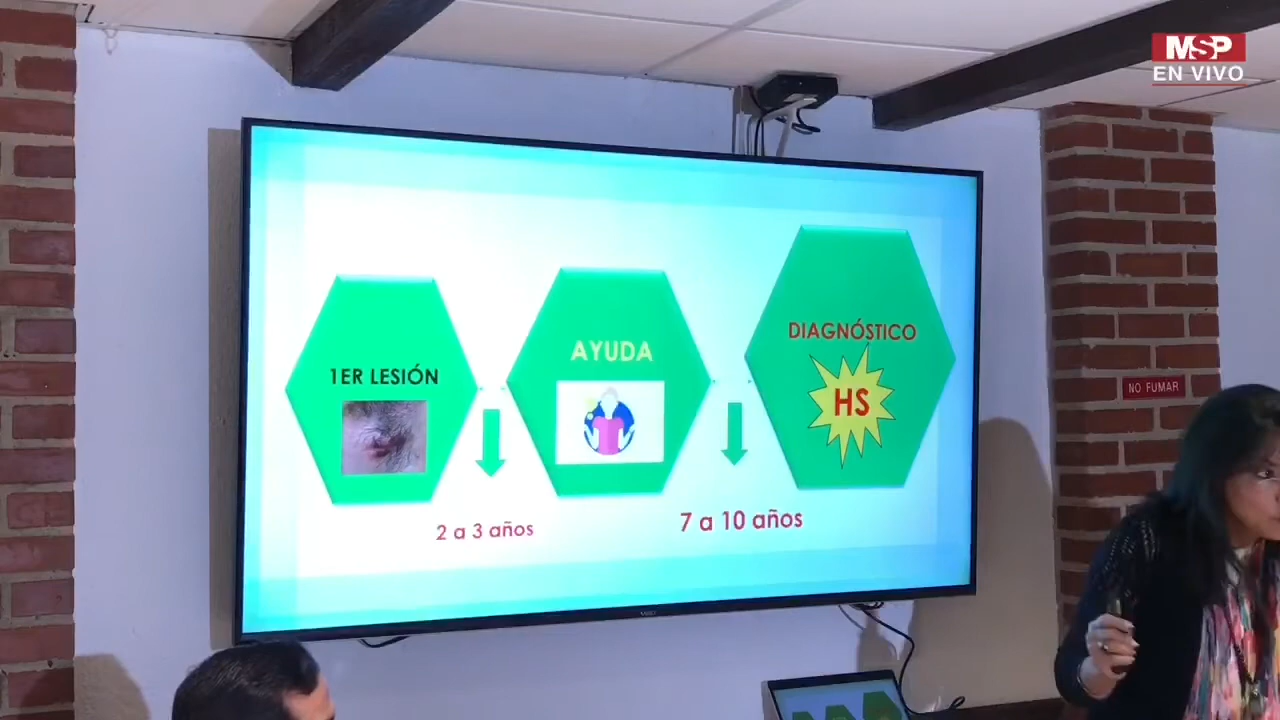 MSP
EN VIVO
1ER LESIÓN
AYUDA
DIAGNÓSTICO
HS
2 a 3 años
7 a 10 años
NO FUMAR